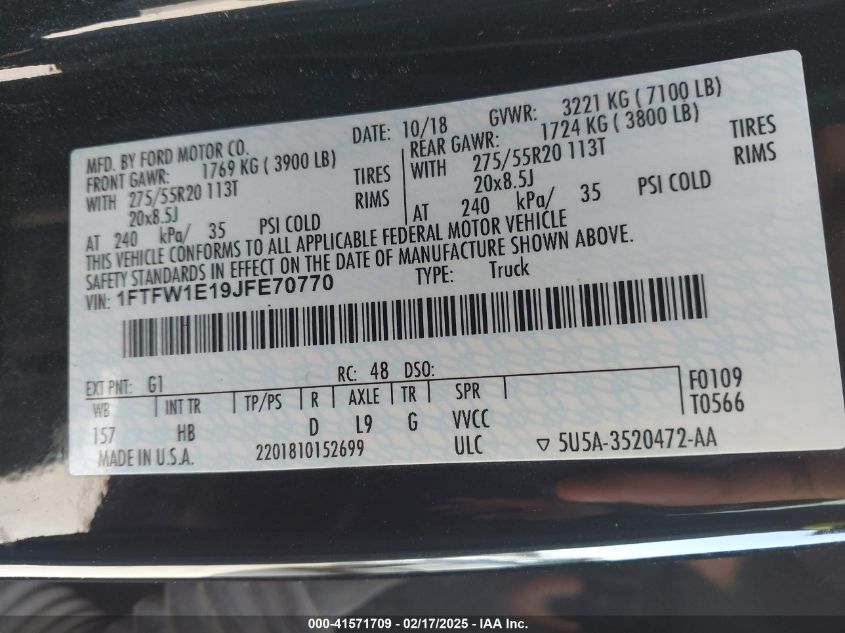 MFD. BY FORD MOTOR CO.
DATE: 10/18 GVWR: 3221 KG ( 7100 LB)
FRONT GAWR: 1769 KG ( 3900 LB)
REAR GAWR: 1724 KG ( 3800 LB)
WITH 275/55R20 113T TIRES
WITH 275/55R20 113T TIRES
20x8.5J RIMS
20x8.5J RIMS
AT 240 kPa/ 35 PSI COLD
AT 240 kPa/ 35 PSI COLD
THIS VEHICLE CONFORMS TO ALL APPLICABLE FEDERAL MOTOR VEHICLE
SAFETY STANDARDS IN EFFECT ON THE DATE OF MANUFACTURE SHOWN ABOVE.
VIN: 1FTFW1E19JFE70770 TYPE: Truck
EXT PNT: G1 RC: 48 DSO:
WB INT TR TP/PS R AXLE TR SPR
F0109
T0566
157 HB D L9 G VVCC
MADE IN U.S.A. 2201810152699 ULC ▽ 5U5A-3520472-AA
000-41571709 - 02/17/2025 - IAA Inc.